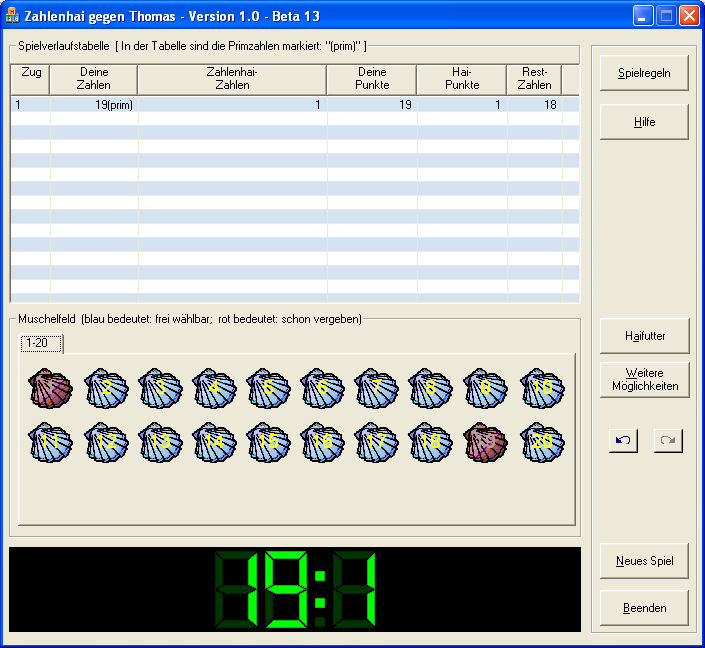 Zahlenhai gegen Thomas - Version 1.0 - Beta 13
Spielverlaufstabelle [ In der Tabelle sind die Primzahlen markiert: "(prim)" ]
Zug Deine Zahlen Zahlenhai-Zahlen Deine Punkte Hai-Punkte Rest-Zahlen
1 19(prim) 1 19 1 18
Muschelfeld (blau bedeutet: frei wählbar; rot bedeutet: schon vergeben)
1-20
2 3 4 5 6 7 8 9 10
11 12 13 14 15 16 17 18 19 20
19:1
Spielregeln
Hilfe
Haifutter
Weitere
Möglichkeiten
Neues Spiel
Beenden